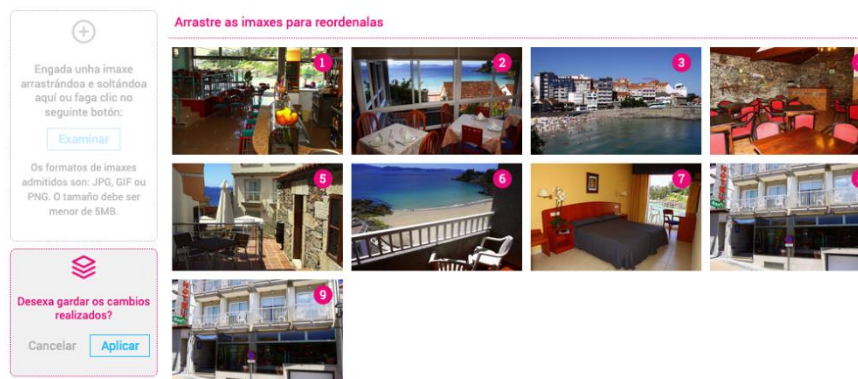 Arrastre as imaxes para reordenalas
Engada unha imaxe
arrastrándoa e soltándoa
aquí ou faga clic no
seguinte botón:
Examinar
Os formatos de imaxes
admitidos son: JPG, GIF ou
PNG. O tamaño debe ser
menor de 5MB.
Desexa gardar os cambios
realizados?
Cancelar Aplicar
1
2
3
5
6
7
HOTEL
9
HOTEL